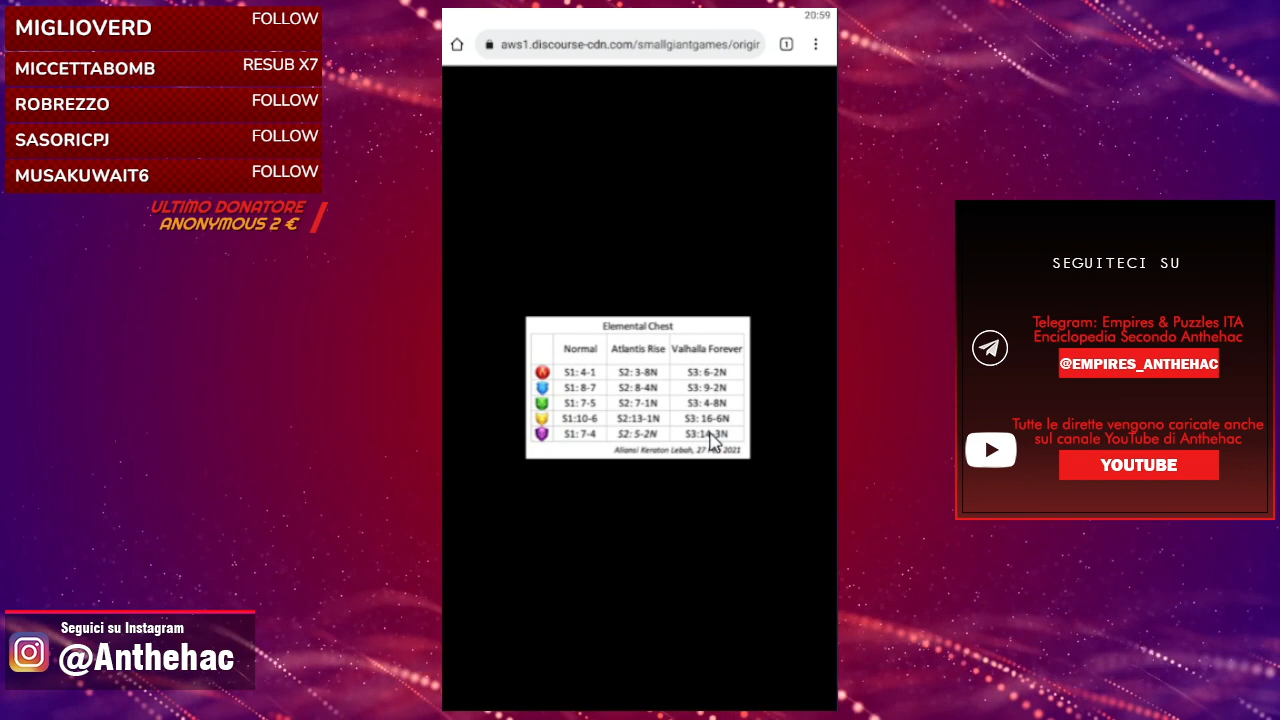 MIGLIOVERD FOLLOW
MICCETTABOMB RESUB X7
ROBREZZO FOLLOW
SASORICPJ FOLLOW
MUSAKUWAIT6 FOLLOW
ULTIMO DONATORE
ANONYMOUS 2 €
20:59
aws1.discourse-cdn.com/smallgiantgames/origir
1
Elemental Chest
Normal Atlantis Rise Valhalla Forever
S1: 4-1 S2: 3-8N S3: 6-2N
S1: 8-7 S2: 8-4N S3: 9-2N
S1: 7-5 S2: 7-1N S3: 4-8N
S1:10-6 S2:13-1N S3: 16-6N
S1: 7-4 S2: 5-2N
Aliansi Keraton Lebah, 27 2021
SEGUITECI SU
Telegram: Empires & Puzzles ITA
Enciclopedia Secondo Anthehac
@EMPIRES_ANTHEHAC
Tutte le dirette vengono caricate anche
sul canale YouTube di Anthehac
YOUTUBE
Seguici su Instagram
@Anthehac